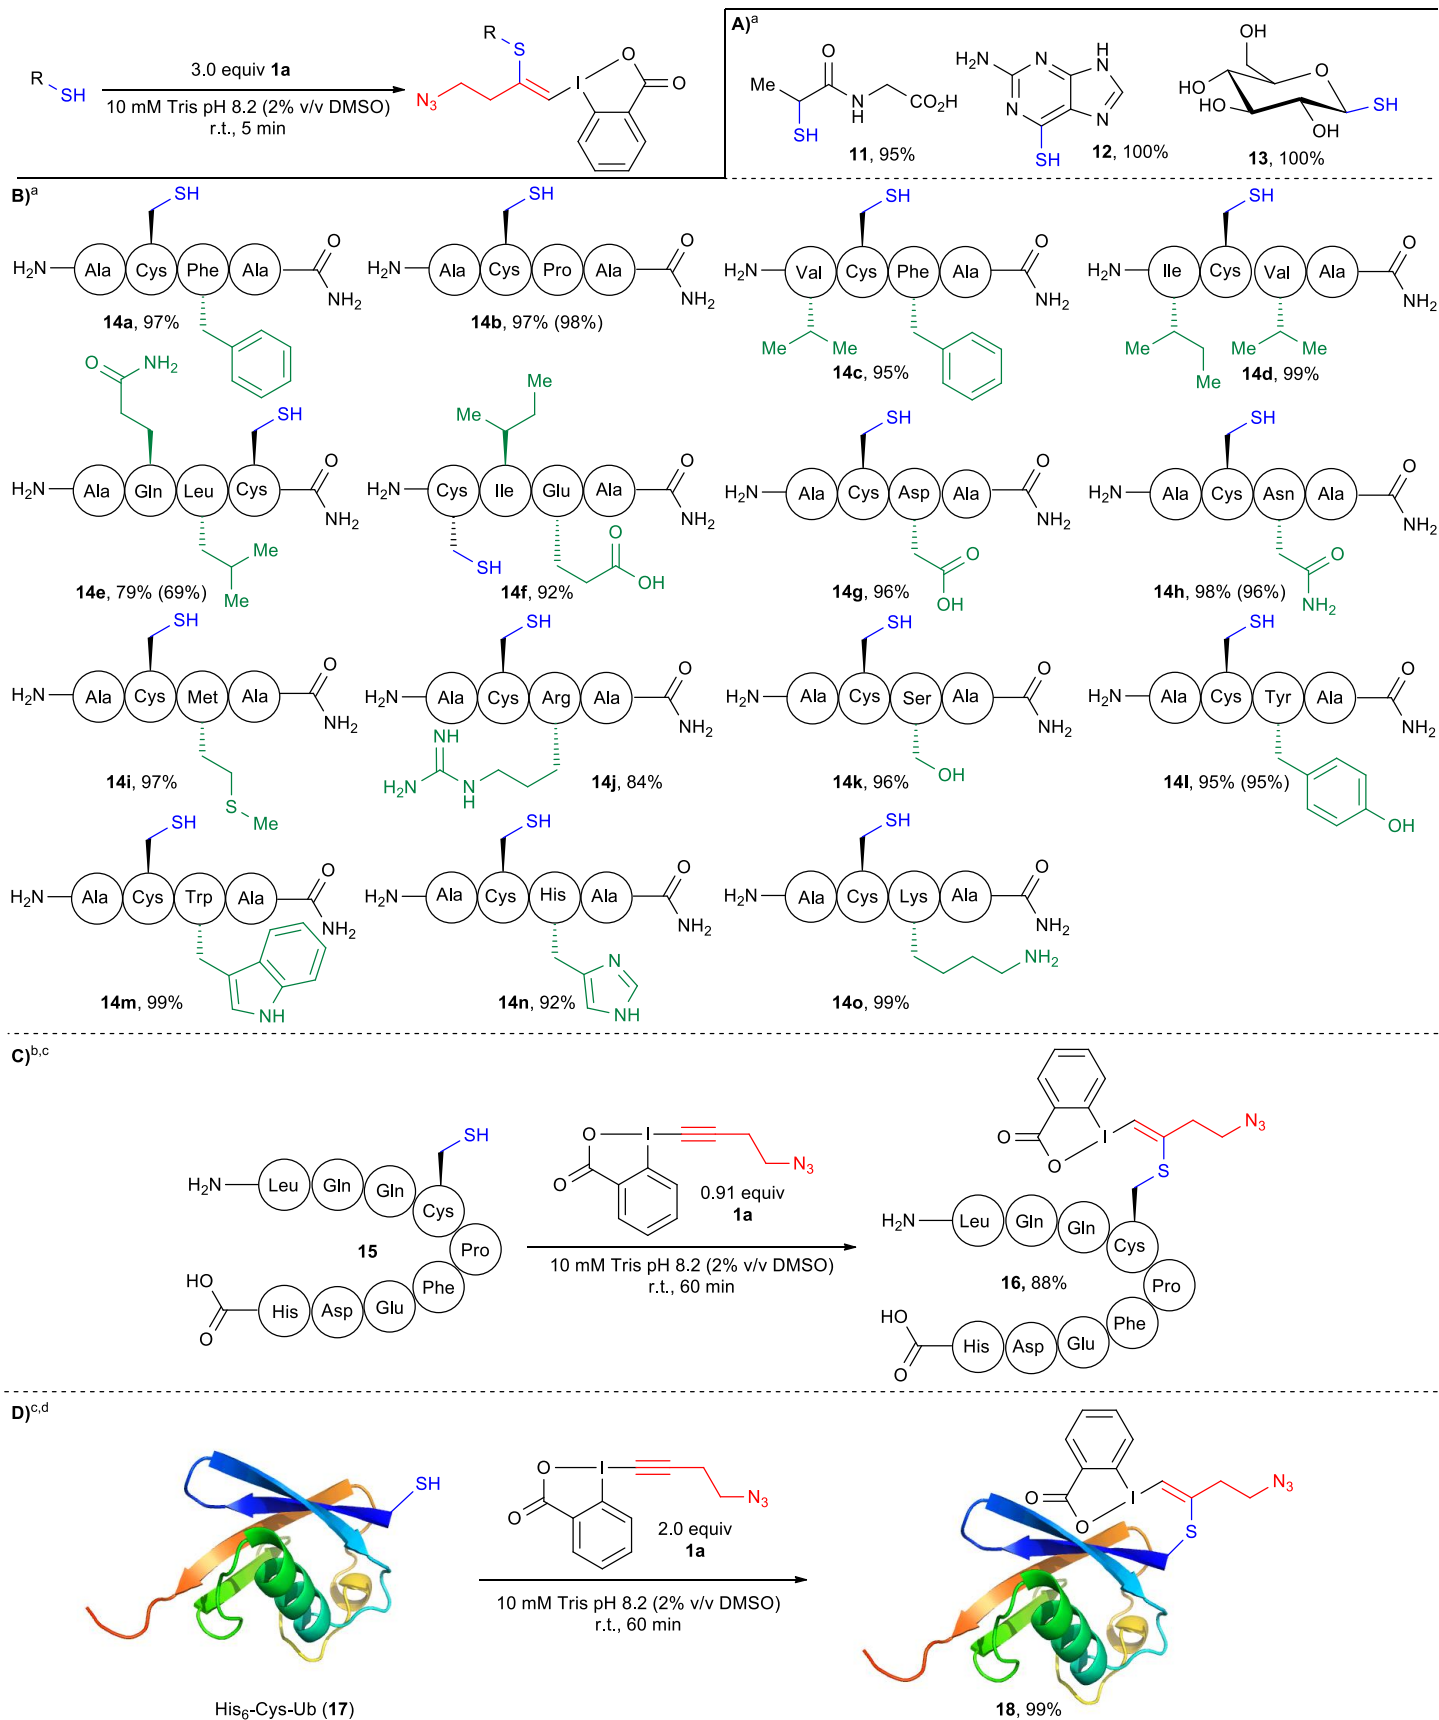 R
SH
3.0 equiv 1a
10 mM Tris pH 8.2 (2% v/v DMSO)
r.t., 5 min
R
S
N3
I
O
O
A)a
Me
O
SH
N
H
CO2H
11, 95%
H2N
N
H
N
N
N
SH
12, 100%
OH
HO
HO
O
OH
SH
13, 100%
B)a
SH
H2N
Ala
Cys
Phe
Ala
O
NH2
14a, 97%
SH
H2N
Ala
Cys
Pro
Ala
O
NH2
14b, 97% (98%)
SH
H2N
Val
Cys
Phe
Ala
O
NH2
Me
Me
14c, 95%
SH
H2N
Ile
Cys
Val
Ala
O
NH2
Me
Me
Me
Me
14d, 99%
O
NH2
SH
H2N
Ala
Gln
Leu
Cys
O
NH2
Me
Me
14e, 79% (69%)
Me
Me
H2N
Cys
Ile
Glu
Ala
O
NH2
SH
O
OH
14f, 92%
SH
H2N
Ala
Cys
Asp
Ala
O
NH2
O
OH
14g, 96%
SH
H2N
Ala
Cys
Asn
Ala
O
NH2
O
NH2
14h, 98% (96%)
SH
H2N
Ala
Cys
Met
Ala
O
NH2
S
Me
14i, 97%
SH
H2N
Ala
Cys
Arg
Ala
O
NH2
NH
H2N
N
H
14j, 84%
SH
H2N
Ala
Cys
Ser
Ala
O
NH2
OH
14k, 96%
SH
H2N
Ala
Cys
Tyr
Ala
O
NH2
OH
14l, 95% (95%)
SH
H2N
Ala
Cys
Trp
Ala
O
NH2
NH
14m, 99%
SH
H2N
Ala
Cys
His
Ala
O
NH2
N
NH
14n, 92%
SH
H2N
Ala
Cys
Lys
Ala
O
NH2
NH2
14o, 99%
C)b,c
SH
H2N
Leu
Gln
Gln
Cys
Pro
Phe
Glu
Asp
His
HO
O
15
O
I
O
N3
0.91 equiv
1a
10 mM Tris pH 8.2 (2% v/v DMSO)
r.t., 60 min
O
O
I
N3
S
H2N
Leu
Gln
Gln
Cys
Pro
Phe
Glu
Asp
His
HO
O
16, 88%
D)c,d
SH
His6-Cys-Ub (17)
O
I
O
N3
2.0 equiv
1a
10 mM Tris pH 8.2 (2% v/v DMSO)
r.t., 60 min
O
O
I
N3
S
18, 99%